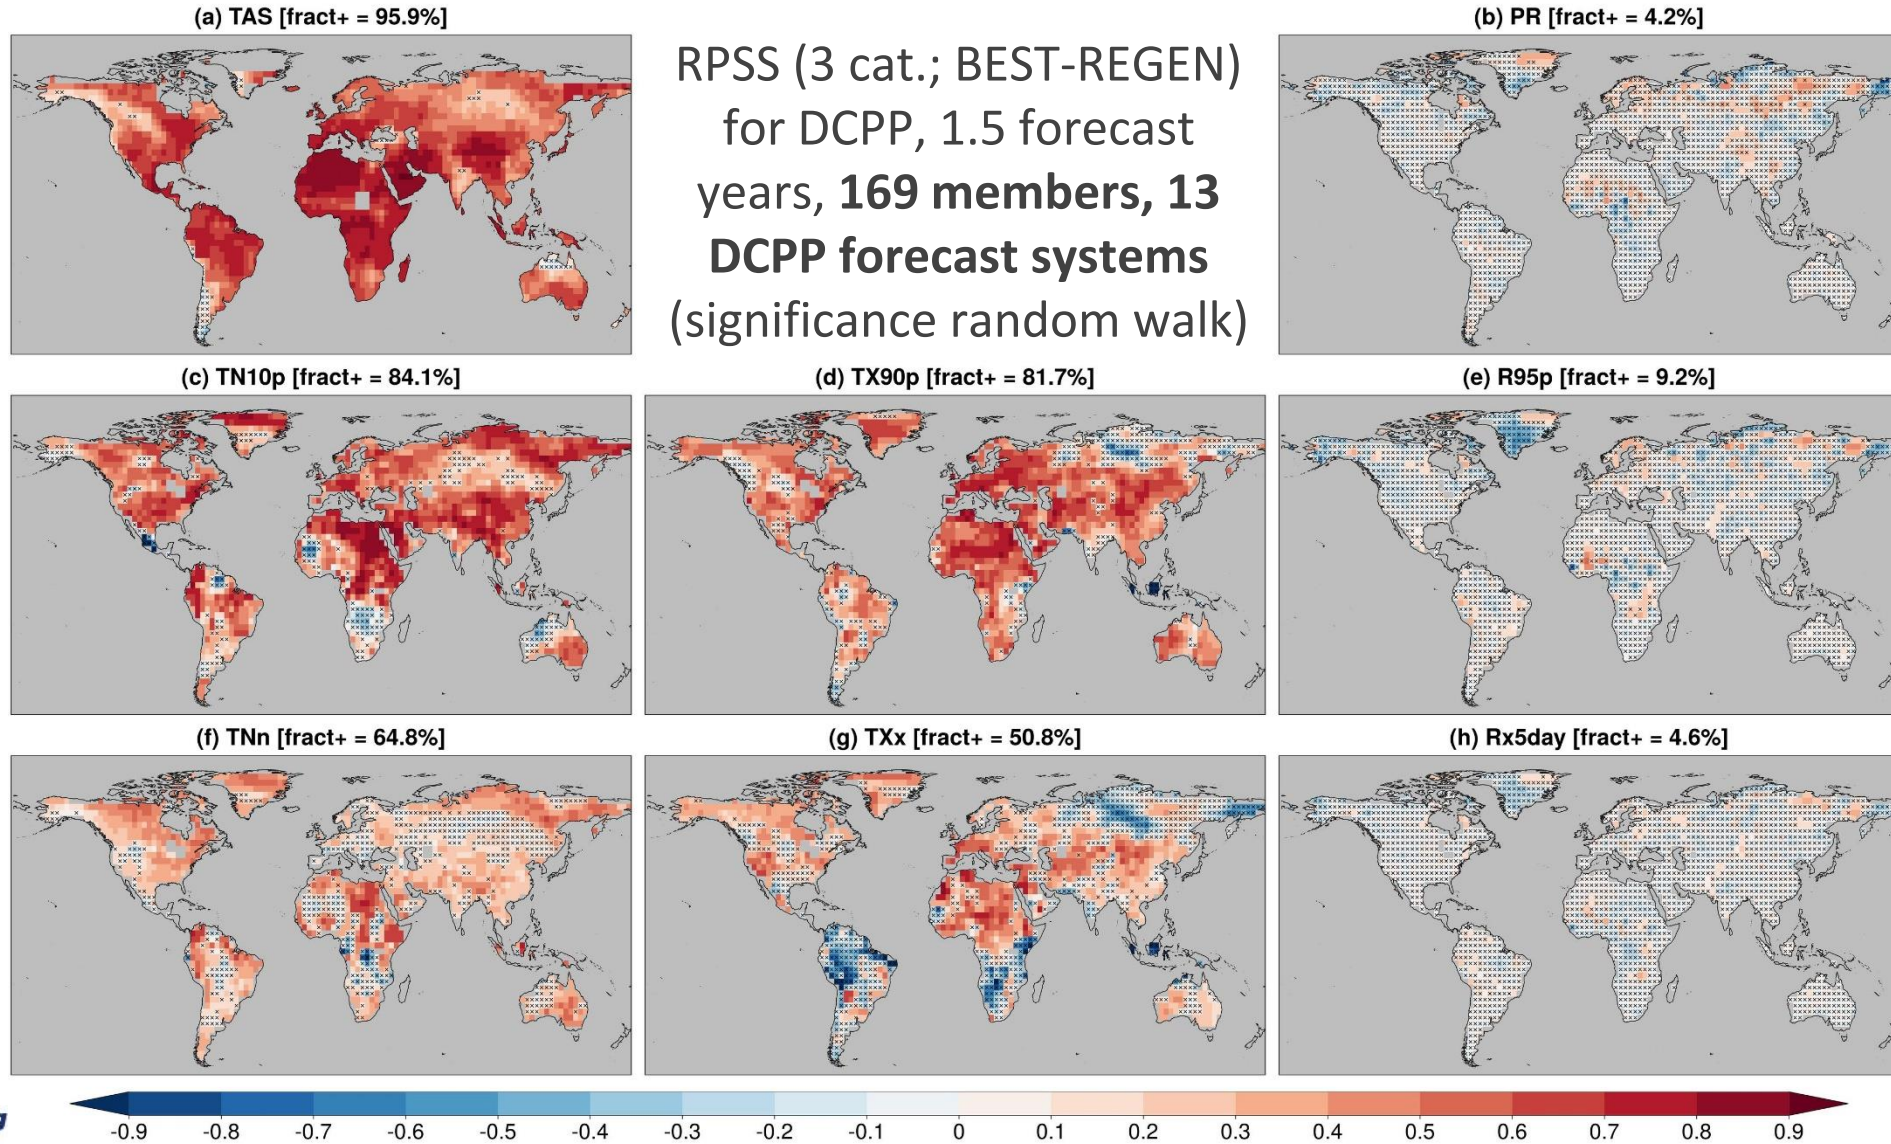 (a) TAS [fract+ = 95.9%]
RPSS (3 cat.; BEST-REGEN)
for DCPP, 1.5 forecast
years, 169 members, 13
DCPP forecast systems
(significance random walk)
(b) PR [fract+ = 4.2%]
(c) TN10p [fract+ = 84.1%]
(d) TX90p [fract+ = 81.7%]
(e) R95p [fract+ = 9.2%]
(f) TNn [fract+ = 64.8%]
(g) TXx [fract+ = 50.8%]
(h) Rx5day [fract+ = 4.6%]
-0.9 -0.8 -0.7 -0.6 -0.5 -0.4 -0.3 -0.2 -0.1 0 0.1 0.2 0.3 0.4 0.5 0.6 0.7 0.8 0.9